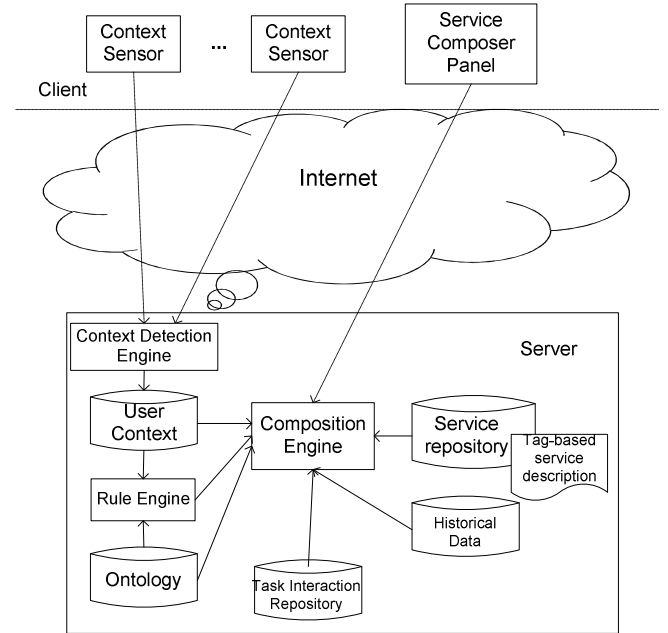 Context
Sensor
...
Context
Sensor
Service
Composer
Panel
Client
Internet
Context Detection
Engine
Server
User
Context
Composition
Engine
Service
repository
Tag-based
service
description
Rule Engine
Historical
Data
Ontology
Task Interaction
Repository